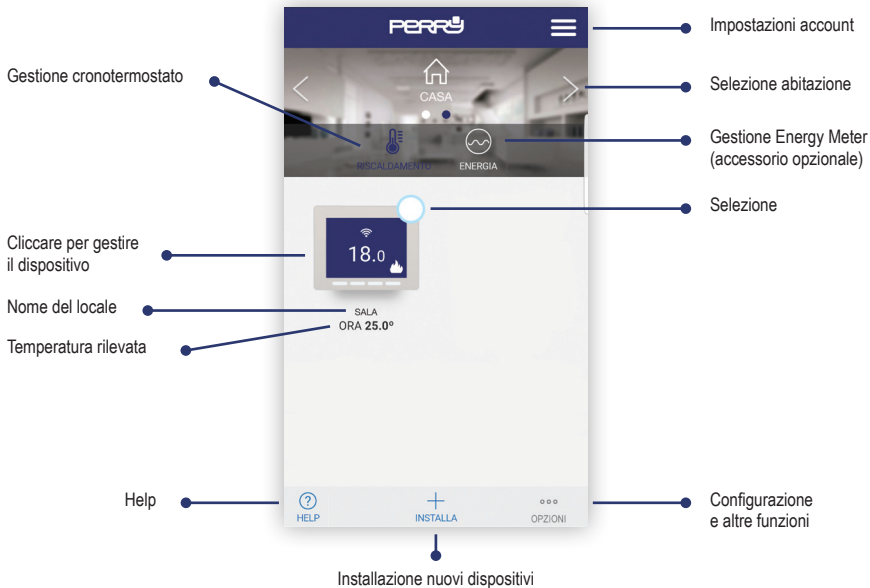 PERRY
Impostazioni account
Gestione cronotermostato
Selezione abitazione
CASA
Gestione Energy Meter
(accessorio opzionale)
RISCALDAMENTO
ENERGIA
Selezione
18.0
Cliccare per gestire
il dispositivo
Nome del locale
SALA
ORA 25.0°
Temperatura rilevata
Help
?
HELP
INSTALLA
OPZIONI
Configurazione
e altre funzioni
Installazione nuovi dispositivi